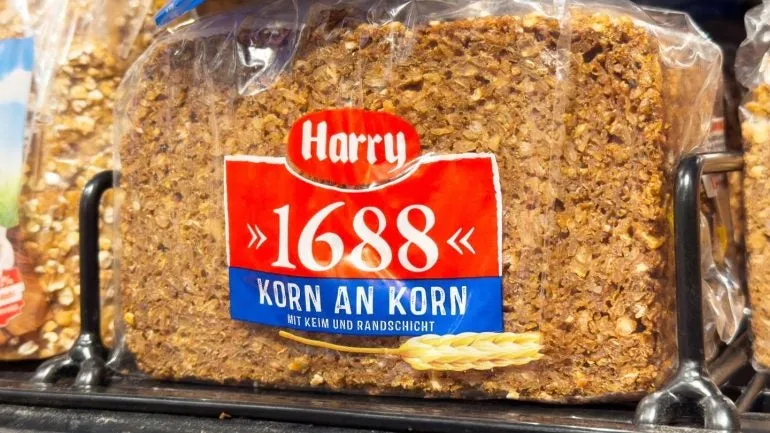 Harry
»1688«
KORN AN KORN
MIT KEIM UND RANDSCHICHT